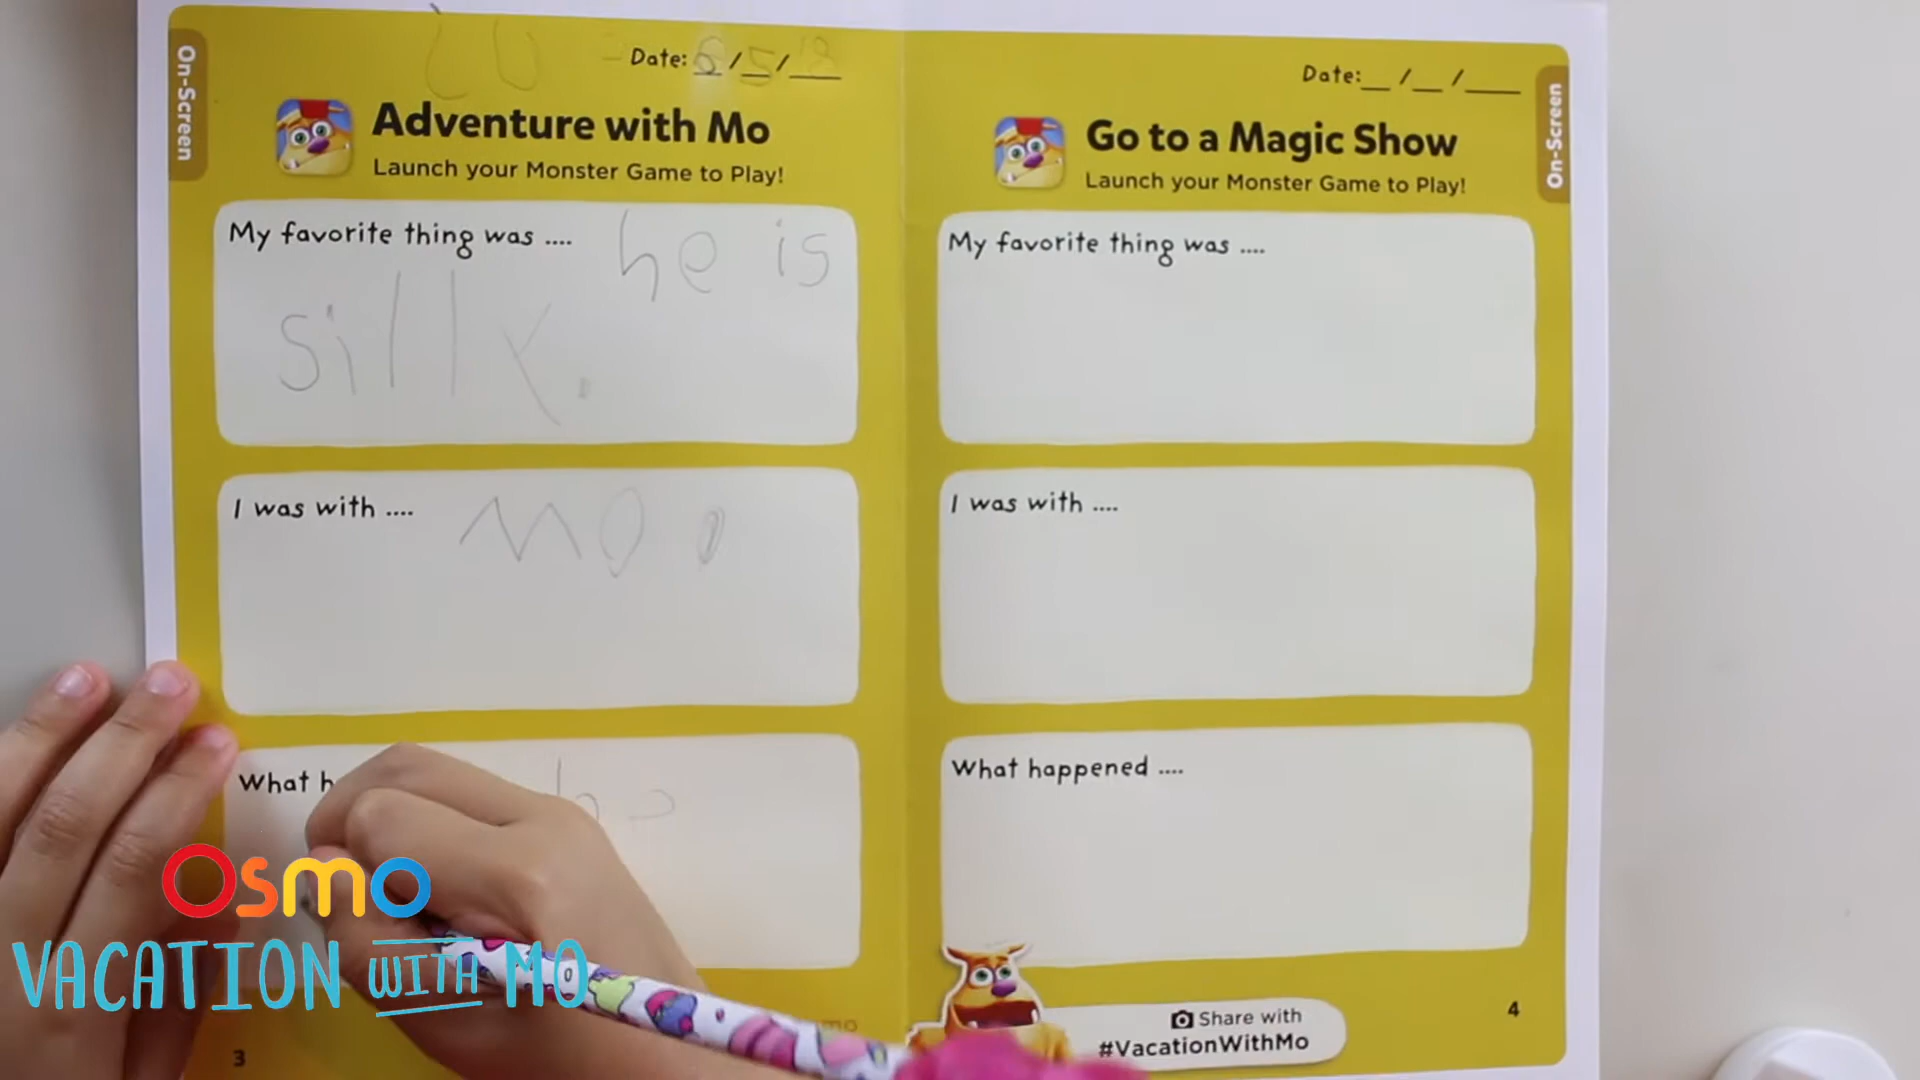 On-Screen
Date: 6/5/18
Adventure with Mo
Launch your Monster Game to Play!
My favorite thing was .... he is
sillk.
I was with .... Mo
What h
3
Date:__/__/____
On-Screen
Go to a Magic Show
Launch your Monster Game to Play!
My favorite thing was ....
I was with ....
What happened ....
Share with
#VacationWithMo
4
Osmo
VACATION WITH MO